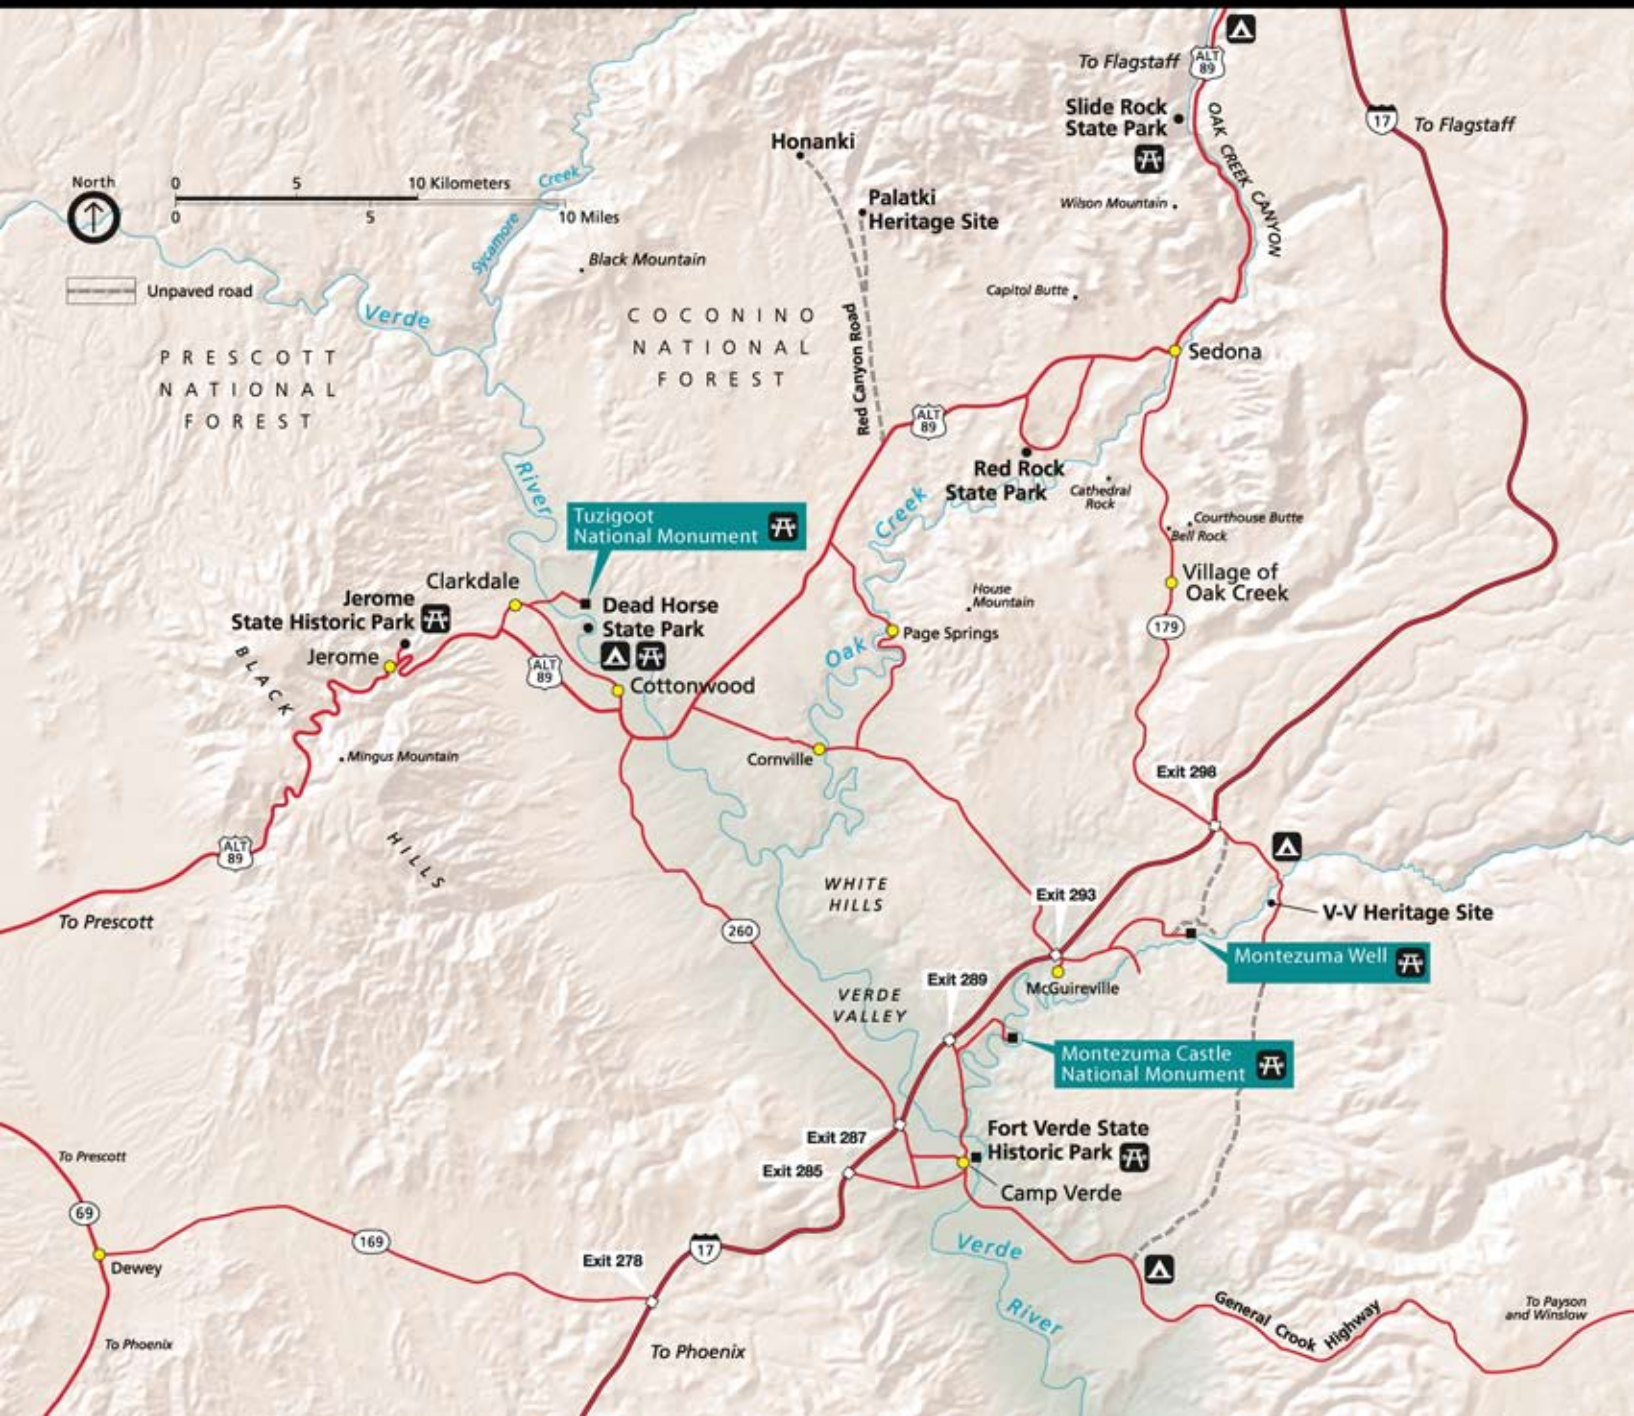 To Flagstaff
ALT
89
Slide Rock
State Park
OAK CREEK CANYON
17
To Flagstaff
Honanki
North
0
5
10 Kilometers
0
5
10 Miles
Creek
Sycamore
Palatki
Heritage Site
Wilson Mountain
Black Mountain
Unpaved road
Capitol Butte
Verde
COCONINO
NATIONAL
FOREST
Red Canyon Road
PRESCOTT
NATIONAL
FOREST
Sedona
ALT
89
River
Red Rock
State Park
Cathedral
Rock
Creek
Tuzigoot
National Monument
Courthouse Butte
Bell Rock
Clarkdale
Jerome
State Historic Park
Dead Horse
State Park
House
Mountain
Village of
Oak Creek
Page Springs
179
Jerome
Oak
BLACK
ALT
89
Cottonwood
Mingus Mountain
Cornville
Exit 298
HILLS
ALT
89
WHITE
HILLS
Exit 293
V-V Heritage Site
To Prescott
260
Montezuma Well
Exit 289
McGuireville
VERDE
VALLEY
Montezuma Castle
National Monument
Exit 287
Fort Verde State
Historic Park
Exit 285
Camp Verde
To Prescott
69
169
Dewey
Exit 278
17
Verde
River
To Phoenix
To Phoenix
General Crook Highway
To Payson
and Winslow